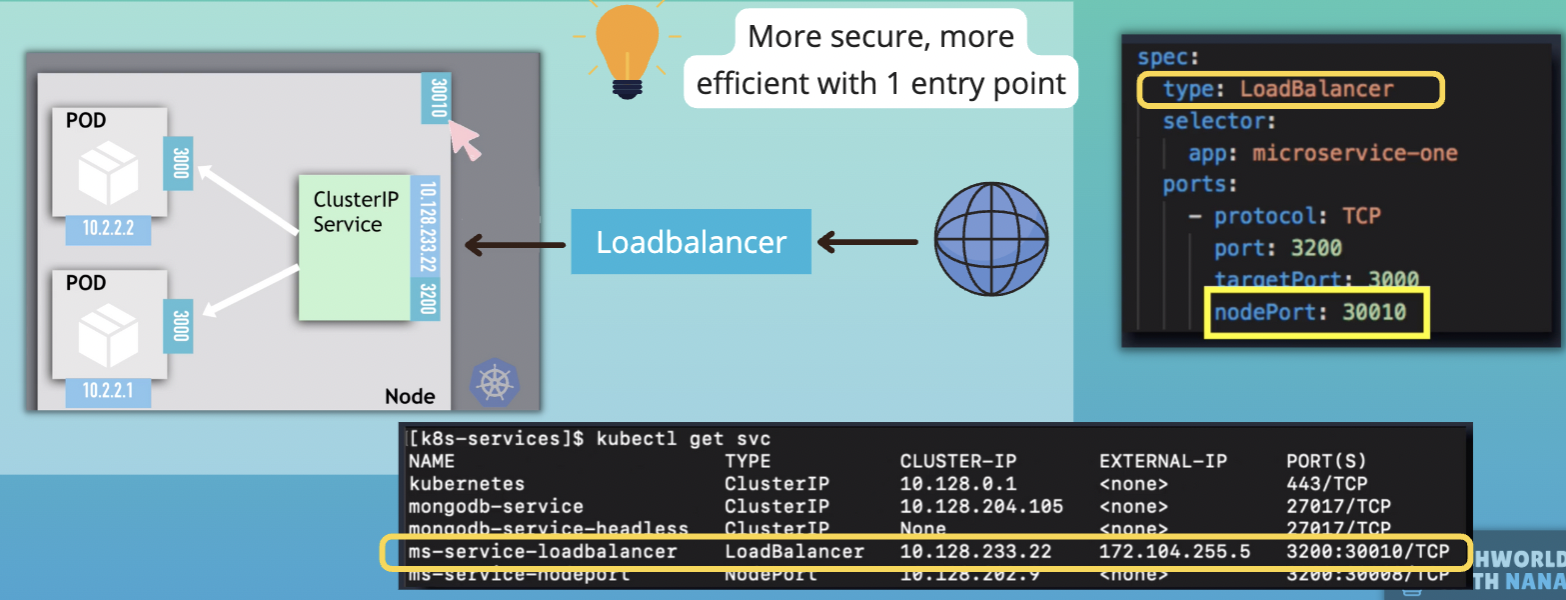 More secure, more
efficient with 1 entry point
POD
3000
10.2.2.2
POD
3000
10.2.2.1
30010
ClusterIP
Service
10.128.233.22
3200
Node
Loadbalancer
spec:
type: LoadBalancer
selector:
app: microservice-one
ports:
- protocol: TCP
port: 3200
targetPort: 3000
nodePort: 30010
[k8s-services]$ kubectl get svc
NAME TYPE CLUSTER-IP EXTERNAL-IP PORT(S)
kubernetes ClusterIP 10.128.0.1 <none> 443/TCP
mongodb-service ClusterIP 10.128.204.105 <none> 27017/TCP
mongodb-service-headless ClusterIP None <none> 27017/TCP
ms-service-loadbalancer LoadBalancer 10.128.233.22 172.104.255.5 3200:30010/TCP
ms-service-nodeport NodePort 10.128.202.9 <none> 3200:30008/TCP
HWORLD
TH NANA